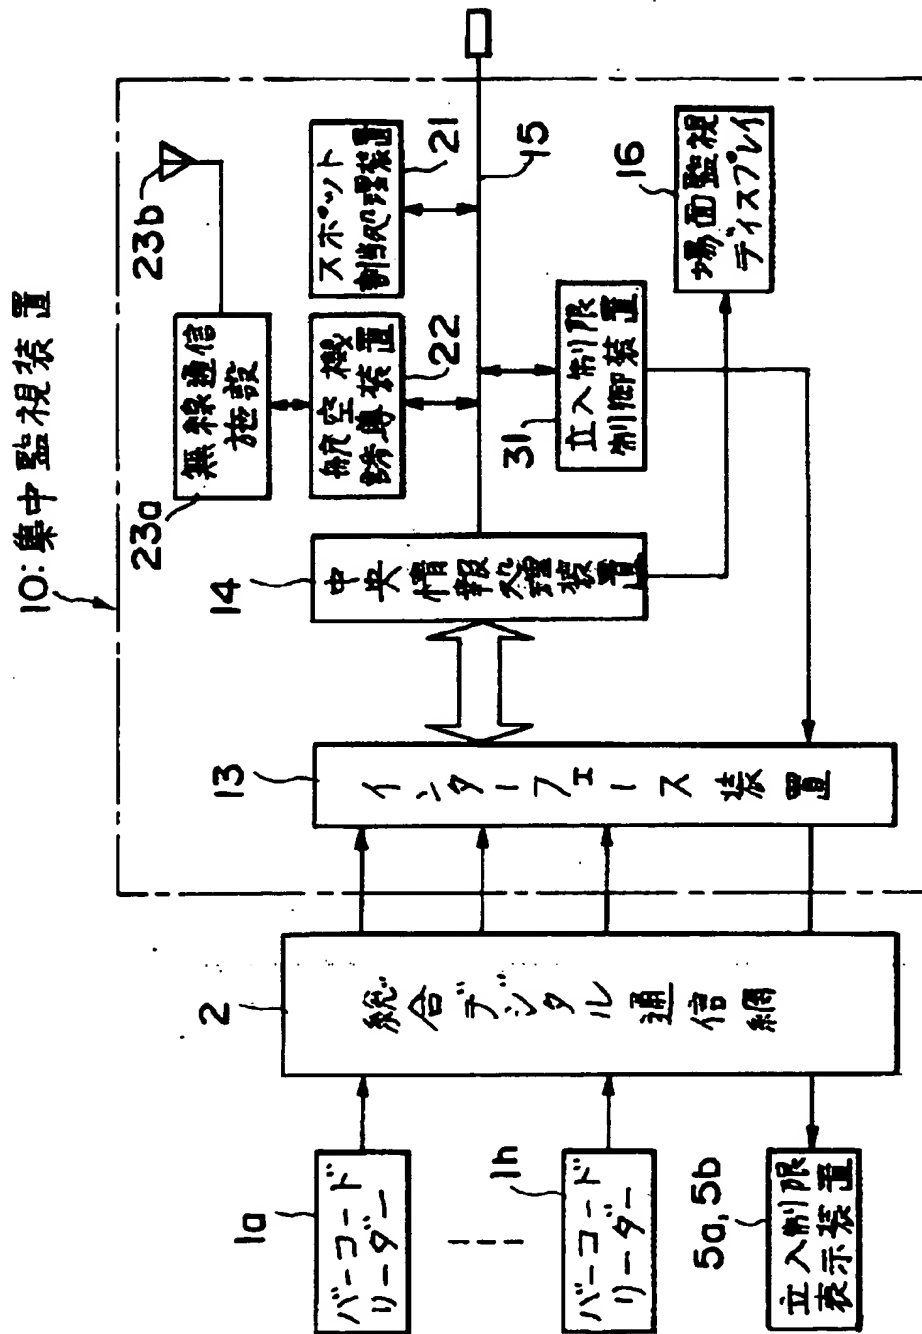 10:集中監視装置
23b
無線通信
施設
23a
スポット
割当処理装置
21
航空機
誘導装置
22
15
場面監視
ディスプレイ
16
立入制限
制御装置
31
中央情報処理装置
14
インターフェース装置
13
統合デジタル通信網
2
バーコード
リーダー
1a
バーコード
リーダー
1h
立入制限
表示装置
5a,5b